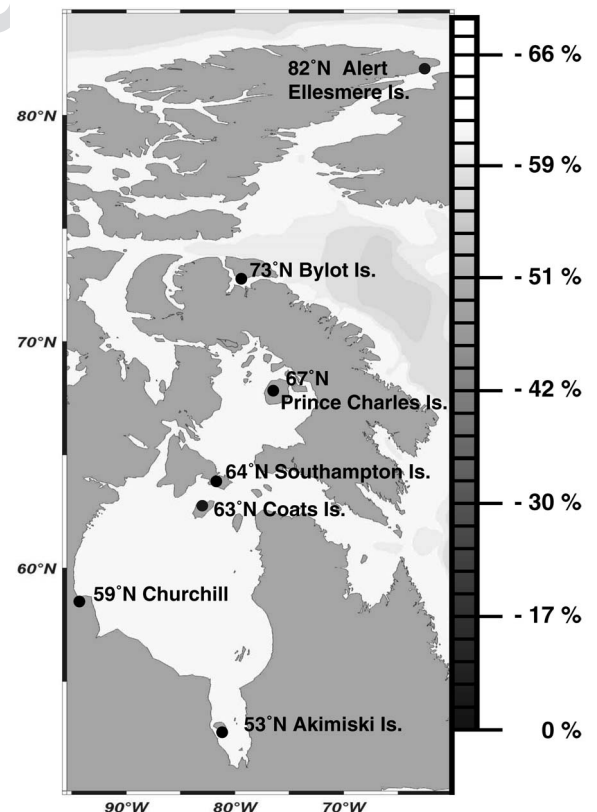 82°N Alert
Ellesmere Is.
- 66 %
80°N
- 59 %
73°N Bylot Is.
- 51 %
70°N
67°N
Prince Charles Is.
- 42 %
64°N Southampton Is.
63°N Coats Is.
- 30 %
60°N
59°N Churchill
- 17 %
53°N Akimiski Is.
0 %
90°W
80°W
70°W